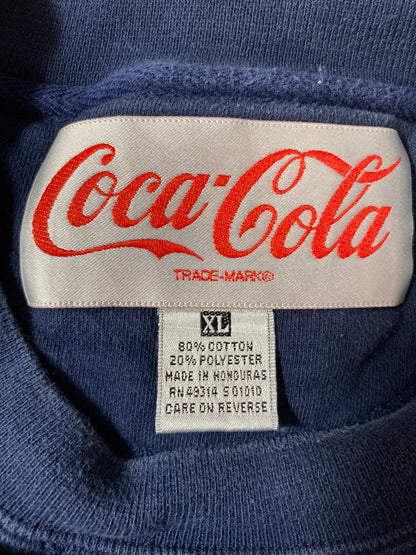 Coca-Cola
TRADE-MARK®
XL
80% COTTON
20% POLYESTER
MADE IN HONDURAS
RN 49314 S 01010
CARE ON REVERSE